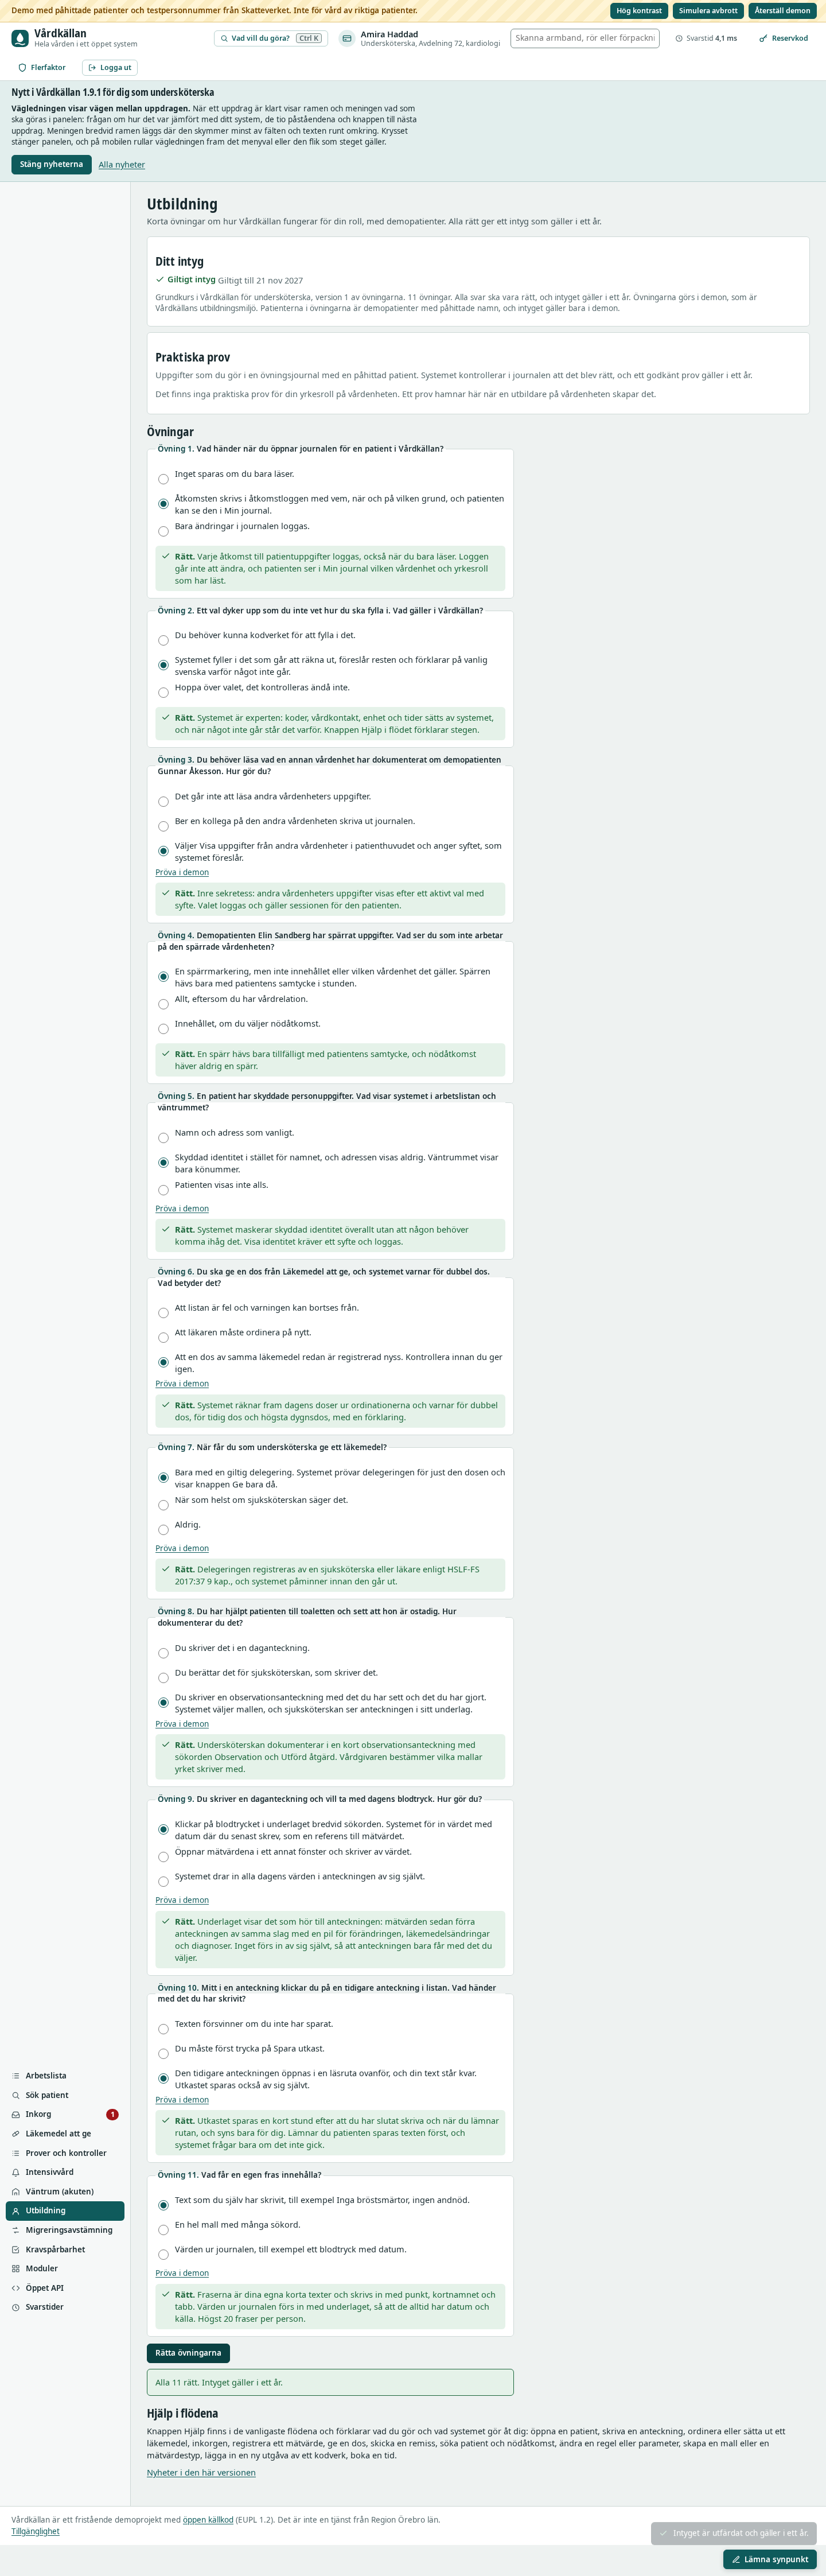 Demo med påhittade patienter och testpersonnummer från Skatteverket. Inte för vård av riktiga patienter.
Hög kontrast
Simulera avbrott
Återställ demon
Vårdkällan
Hela vården i ett öppet system
Vad vill du göra? Ctrl K
Amira Haddad
Undersköterska, Avdelning 72, kardiologi
Skanna armband, rör eller förpackni
Svarstid 4,1 ms
Reservkod
Flerfaktor
Logga ut
Nytt i Vårdkällan 1.9.1 för dig som undersköterska
Vägledningen visar vägen mellan uppdragen. När ett uppdrag är klart visar ramen och meningen vad som
ska göras i panelen: frågan om hur det var jämfört med ditt system, de tio påståendena och knappen till nästa
uppdrag. Meningen bredvid ramen läggs där den skymmer minst av fälten och texten runt omkring. Krysset
stänger panelen, och på mobilen rullar vägledningen fram det menyval eller den flik som steget gäller.
Stäng nyheterna
Alla nyheter
Utbildning
Korta övningar om hur Vårdkällan fungerar för din roll, med demopatienter. Alla rätt ger ett intyg som gäller i ett år.
Ditt intyg
Giltigt intyg Giltigt till 21 nov 2027
Grundkurs i Vårdkällan för undersköterska, version 1 av övningarna. 11 övningar. Alla svar ska vara rätt, och intyget gäller i ett år. Övningarna görs i demon, som är
Vårdkällans utbildningsmiljö. Patienterna i övningarna är demopatienter med påhittade namn, och intyget gäller bara i demon.
Praktiska prov
Uppgifter som du gör i en övningsjournal med en påhittad patient. Systemet kontrollerar i journalen att det blev rätt, och ett godkänt prov gäller i ett år.
Det finns inga praktiska prov för din yrkesroll på vårdenheten. Ett prov hamnar här när en utbildare på vårdenheten skapar det.
Övningar
Övning 1. Vad händer när du öppnar journalen för en patient i Vårdkällan?
Inget sparas om du bara läser.
Åtkomsten skrivs i åtkomstloggen med vem, när och på vilken grund, och patienten
kan se den i Min journal.
Bara ändringar i journalen loggas.
Rätt. Varje åtkomst till patientuppgifter loggas, också när du bara läser. Loggen
går inte att ändra, och patienten ser i Min journal vilken vårdenhet och yrkesroll
som har läst.
Övning 2. Ett val dyker upp som du inte vet hur du ska fylla i. Vad gäller i Vårdkällan?
Du behöver kunna kodverket för att fylla i det.
Systemet fyller i det som går att räkna ut, föreslår resten och förklarar på vanlig
svenska varför något inte går.
Hoppa över valet, det kontrolleras ändå inte.
Rätt. Systemet är experten: koder, vårdkontakt, enhet och tider sätts av systemet,
och när något inte går står det varför. Knappen Hjälp i flödet förklarar stegen.
Övning 3. Du behöver läsa vad en annan vårdenhet har dokumenterat om demopatienten
Gunnar Åkesson. Hur gör du?
Det går inte att läsa andra vårdenheters uppgifter.
Ber en kollega på den andra vårdenheten skriva ut journalen.
Väljer Visa uppgifter från andra vårdenheter i patienthuvudet och anger syftet, som
systemet föreslår.
Pröva i demon
Rätt. Inre sekretess: andra vårdenheters uppgifter visas efter ett aktivt val med
syfte. Valet loggas och gäller sessionen för den patienten.
Övning 4. Demopatienten Elin Sandberg har spärrat uppgifter. Vad ser du som inte arbetar
på den spärrade vårdenheten?
En spärrmarkering, men inte innehållet eller vilken vårdenhet det gäller. Spärren
hävs bara med patientens samtycke i stunden.
Allt, eftersom du har vårdrelation.
Innehållet, om du väljer nödåtkomst.
Rätt. En spärr hävs bara tillfälligt med patientens samtycke, och nödåtkomst
häver aldrig en spärr.
Övning 5. En patient har skyddade personuppgifter. Vad visar systemet i arbetslistan och
väntrummet?
Namn och adress som vanligt.
Skyddad identitet i stället för namnet, och adressen visas aldrig. Väntrummet visar
bara könummer.
Patienten visas inte alls.
Pröva i demon
Rätt. Systemet maskerar skyddad identitet överallt utan att någon behöver
komma ihåg det. Visa identitet kräver ett syfte och loggas.
Övning 6. Du ska ge en dos från Läkemedel att ge, och systemet varnar för dubbel dos.
Vad betyder det?
Att listan är fel och varningen kan bortses från.
Att läkaren måste ordinera på nytt.
Att en dos av samma läkemedel redan är registrerad nyss. Kontrollera innan du ger
igen.
Pröva i demon
Rätt. Systemet räknar fram dagens doser ur ordinationerna och varnar för dubbel
dos, för tidig dos och högsta dygnsdos, med en förklaring.
Övning 7. När får du som undersköterska ge ett läkemedel?
Bara med en giltig delegering. Systemet prövar delegeringen för just den dosen och
visar knappen Ge bara då.
När som helst om sjuksköterskan säger det.
Aldrig.
Pröva i demon
Rätt. Delegeringen registreras av en sjuksköterska eller läkare enligt HSLF-FS
2017:37 9 kap., och systemet påminner innan den går ut.
Övning 8. Du har hjälpt patienten till toaletten och sett att hon är ostadig. Hur
dokumenterar du det?
Du skriver det i en daganteckning.
Du berättar det för sjuksköterskan, som skriver det.
Du skriver en observationsanteckning med det du har sett och det du har gjort.
Systemet väljer mallen, och sjuksköterskan ser anteckningen i sitt underlag.
Pröva i demon
Rätt. Undersköterskan dokumenterar i en kort observationsanteckning med
sökorden Observation och Utförd åtgärd. Vårdgivaren bestämmer vilka mallar
yrket skriver med.
Övning 9. Du skriver en daganteckning och vill ta med dagens blodtryck. Hur gör du?
Klickar på blodtrycket i underlaget bredvid sökorden. Systemet för in värdet med
datum där du senast skrev, som en referens till mätvärdet.
Öppnar mätvärdena i ett annat fönster och skriver av värdet.
Systemet drar in alla dagens värden i anteckningen av sig självt.
Pröva i demon
Rätt. Underlaget visar det som hör till anteckningen: mätvärden sedan förra
anteckningen av samma slag med en pil för förändringen, läkemedelsändringar
och diagnoser. Inget förs in av sig självt, så att anteckningen bara får med det du
väljer.
Övning 10. Mitt i en anteckning klickar du på en tidigare anteckning i listan. Vad händer
med det du har skrivit?
Texten försvinner om du inte har sparat.
Du måste först trycka på Spara utkast.
Den tidigare anteckningen öppnas i en läsruta ovanför, och din text står kvar.
Utkastet sparas också av sig självt.
Pröva i demon
Rätt. Utkastet sparas en kort stund efter att du har slutat skriva och när du lämnar
rutan, och syns bara för dig. Lämnar du patienten sparas texten först, och
systemet frågar bara om det inte gick.
Övning 11. Vad får en egen fras innehålla?
Text som du själv har skrivit, till exempel Inga bröstsmärtor, ingen andnöd.
En hel mall med många sökord.
Värden ur journalen, till exempel ett blodtryck med datum.
Pröva i demon
Rätt. Fraserna är dina egna korta texter och skrivs in med punkt, kortnamnet och
tabb. Värden ur journalen förs in med underlaget, så att de alltid har datum och
källa. Högst 20 fraser per person.
Rätta övningarna
Alla 11 rätt. Intyget gäller i ett år.
Hjälp i flödena
Knappen Hjälp finns i de vanligaste flödena och förklarar vad du gör och vad systemet gör åt dig: öppna en patient, skriva en anteckning, ordinera eller sätta ut ett
läkemedel, inkorgen, registrera ett mätvärde, ge en dos, skicka en remiss, söka patient och nödåtkomst, ändra en regel eller parameter, skapa en mall eller en
mätvärdestyp, lägga in en ny utgåva av ett kodverk, boka en tid.
Nyheter i den här versionen
Arbetslista
Sök patient
Inkorg 1
Läkemedel att ge
Prover och kontroller
Intensivvård
Väntrum (akuten)
Utbildning
Migreringsavstämning
Kravspårbarhet
Moduler
Öppet API
Svarstider
Vårdkällan är ett fristående demoprojekt med öppen källkod (EUPL 1.2). Det är inte en tjänst från Region Örebro län.
Tillgänglighet
Intyget är utfärdat och gäller i ett år.
Lämna synpunkt